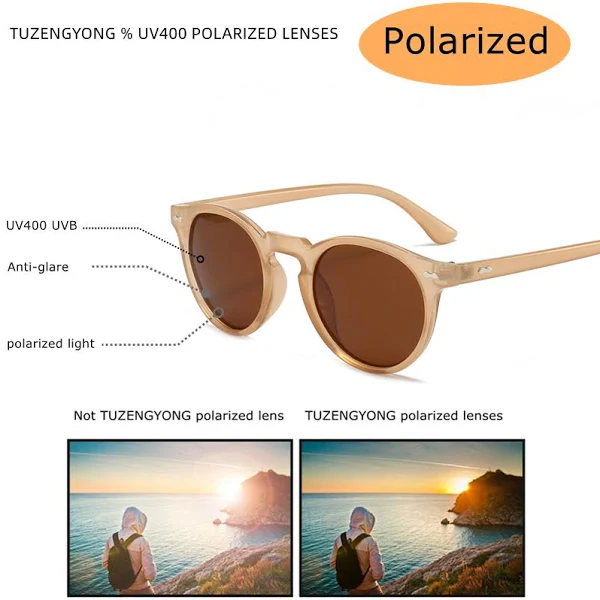 TUZENGYONG % UV400 POLARIZED LENSES
Polarized
UV400 UVB
Anti-glare
polarized light
Not TUZENGYONG polarized lens
TUZENGYONG polarized lenses